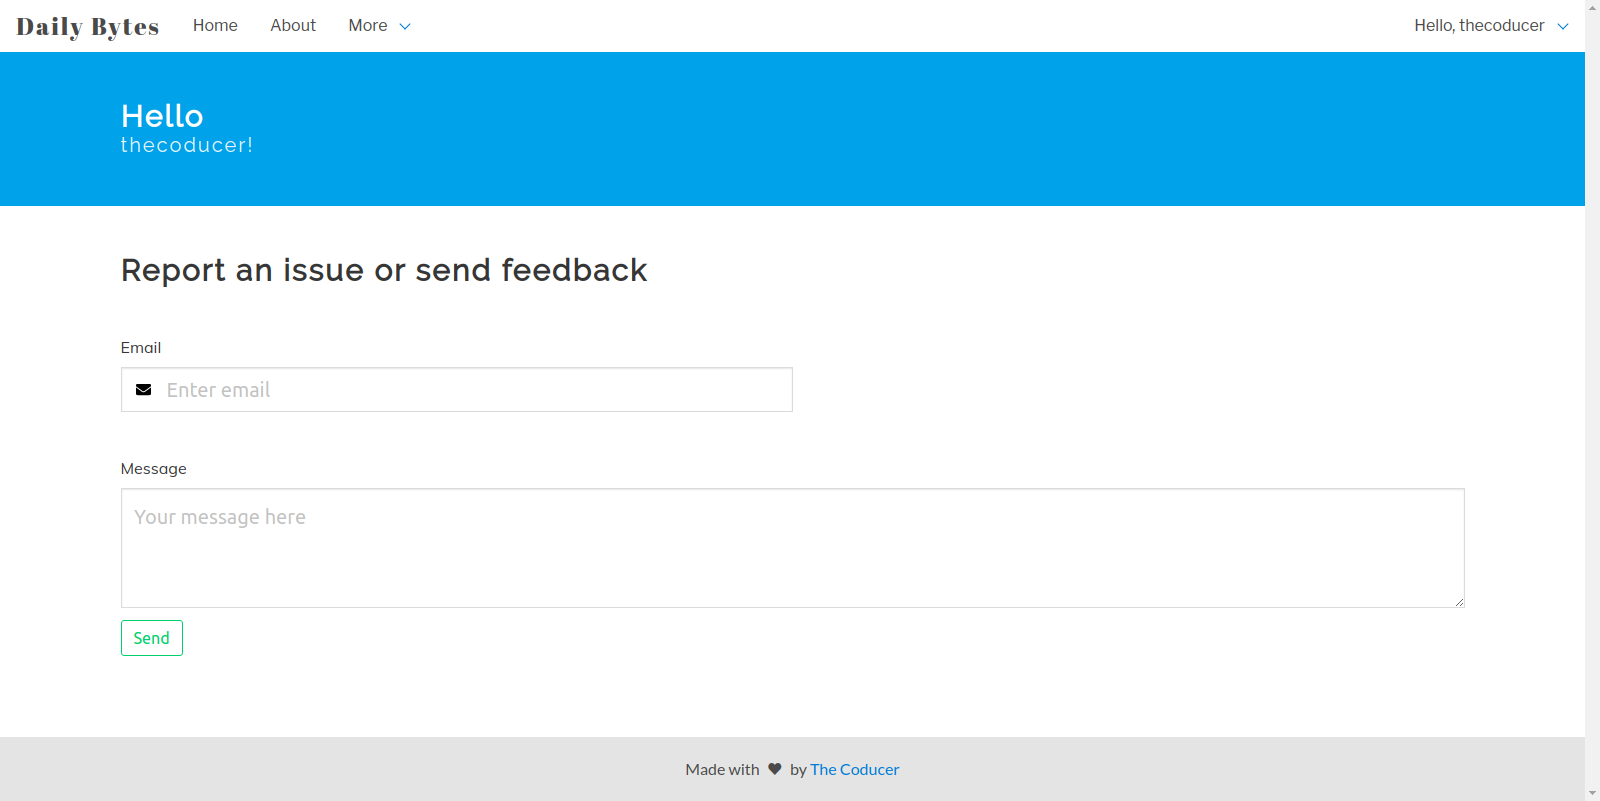 Daily Bytes Home About More Hello, thecoducer
Hello
thecoducer!
Report an issue or send feedback
Email
Enter email
Message
Your message here
Send
Made with ♥ by The Coducer